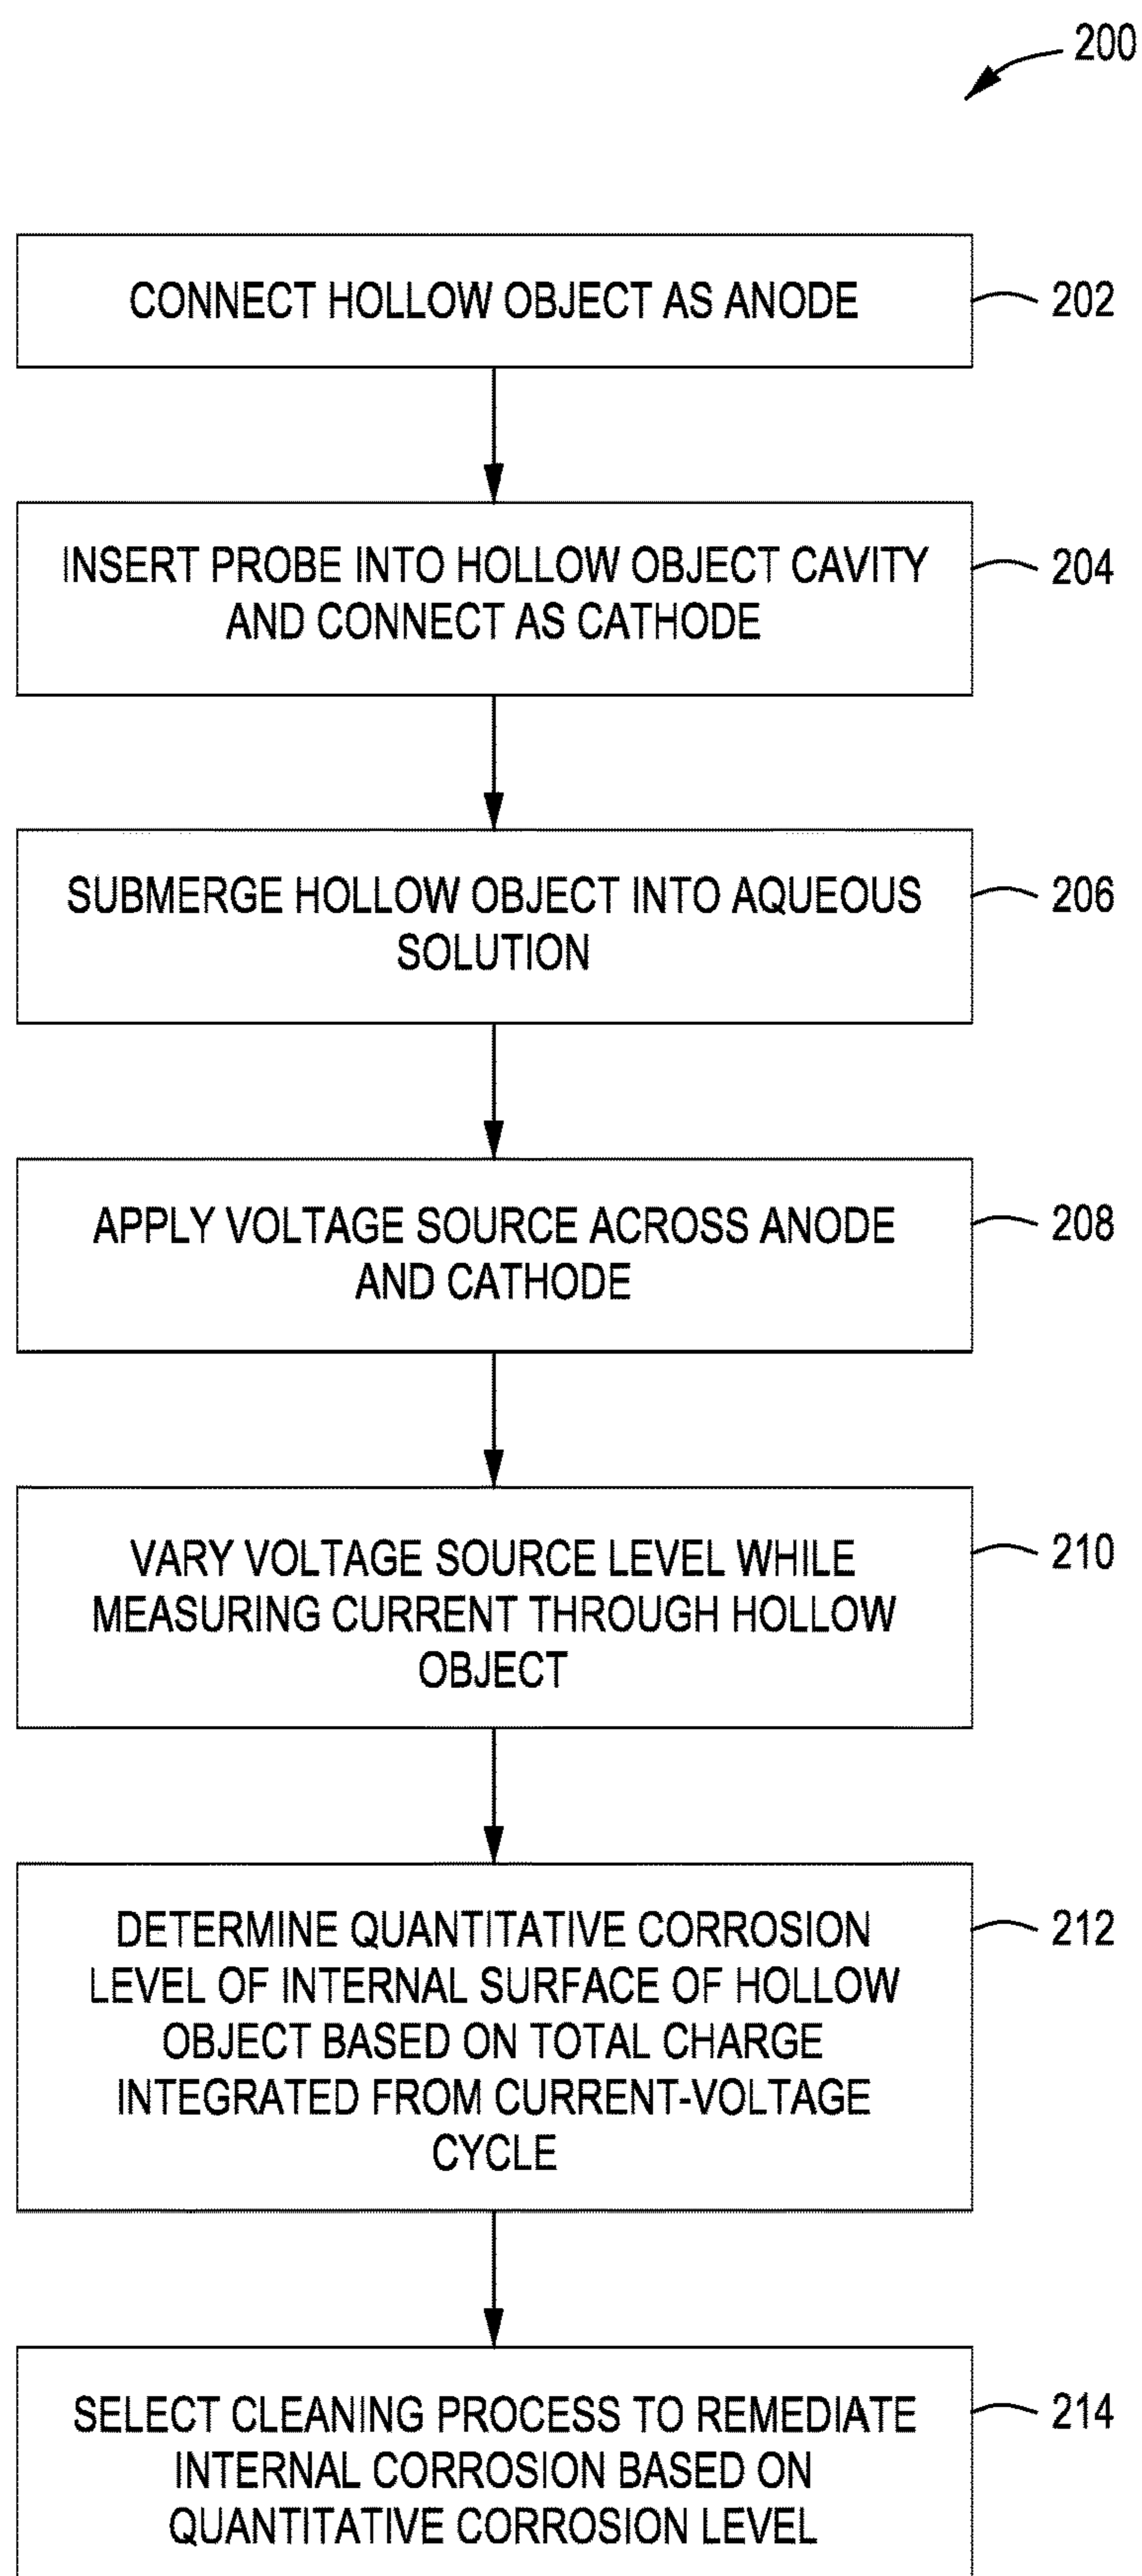 200
CONNECT HOLLOW OBJECT AS ANODE
202
INSERT PROBE INTO HOLLOW OBJECT CAVITY
AND CONNECT AS CATHODE
204
SUBMERGE HOLLOW OBJECT INTO AQUEOUS
SOLUTION
206
APPLY VOLTAGE SOURCE ACROSS ANODE
AND CATHODE
208
VARY VOLTAGE SOURCE LEVEL WHILE
MEASURING CURRENT THROUGH HOLLOW
OBJECT
210
DETERMINE QUANTITATIVE CORROSION
LEVEL OF INTERNAL SURFACE OF HOLLOW
OBJECT BASED ON TOTAL CHARGE
INTEGRATED FROM CURRENT-VOLTAGE
CYCLE
212
SELECT CLEANING PROCESS TO REMEDIATE
INTERNAL CORROSION BASED ON
QUANTITATIVE CORROSION LEVEL
214